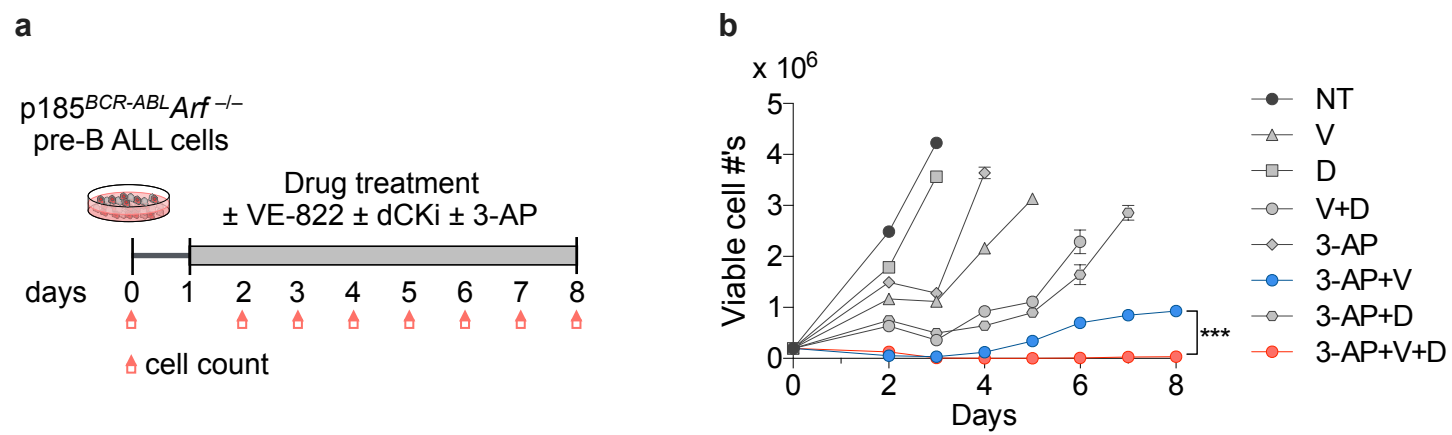 a
p185BCR-ABLArf –/–
pre-B ALL cells
Drug treatment
± VE-822 ± dCKi ± 3-AP
days 0 1 2 3 4 5 6 7 8
cell count
b
x 10⁶
Viable cell #'s
5
4
3
2
1
0
0 2 4 6 8
Days
***
NT
V
D
V+D
3-AP
3-AP+V
3-AP+D
3-AP+V+D